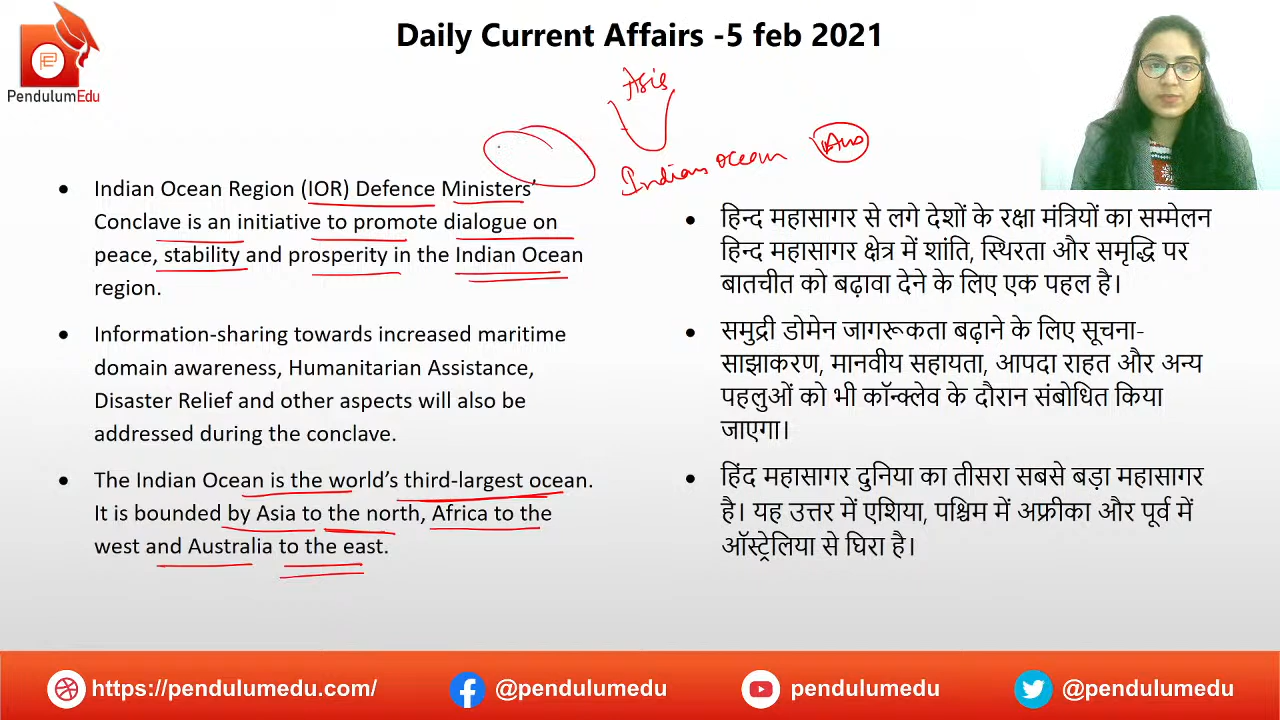 Daily Current Affairs -5 feb 2021
PendulumEdu
Asia
Indian Ocean
Aus
Indian Ocean Region (IOR) Defence Ministers’
Conclave is an initiative to promote dialogue on
peace, stability and prosperity in the Indian Ocean
region.
Information-sharing towards increased maritime
domain awareness, Humanitarian Assistance,
Disaster Relief and other aspects will also be
addressed during the conclave.
The Indian Ocean is the world’s third-largest ocean.
It is bounded by Asia to the north, Africa to the
west and Australia to the east.
हिन्द महासागर से लगे देशों के रक्षा मंत्रियों का सम्मेलन
हिन्द महासागर क्षेत्र में शांति, स्थिरता और समृद्धि पर
बातचीत को बढ़ावा देने के लिए एक पहल है।
समुद्री डोमेन जागरूकता बढ़ाने के लिए सूचना-
साझाकरण, मानवीय सहायता, आपदा राहत और अन्य
पहलुओं को भी कॉन्क्लेव के दौरान संबोधित किया
जाएगा।
हिंद महासागर दुनिया का तीसरा सबसे बड़ा महासागर
है। यह उत्तर में एशिया, पश्चिम में अफ्रीका और पूर्व में
ऑस्ट्रेलिया से घिरा है।
https://pendulumedu.com/
@pendulumedu
pendulumedu
@pendulumedu